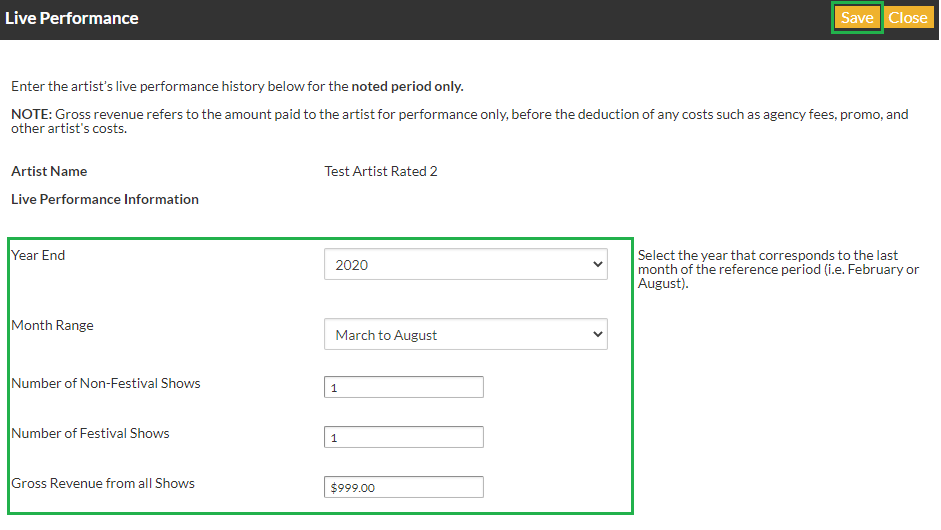 Live Performance
Save Close
Enter the artist's live performance history below for the noted period only.
NOTE: Gross revenue refers to the amount paid to the artist for performance only, before the deduction of any costs such as agency fees, promo, and
other artist's costs.
Artist Name Test Artist Rated 2
Live Performance Information
Year End 2020
Select the year that corresponds to the last
month of the reference period (i.e. February or
August).
Month Range March to August
Number of Non-Festival Shows 1
Number of Festival Shows 1
Gross Revenue from all Shows $999.00